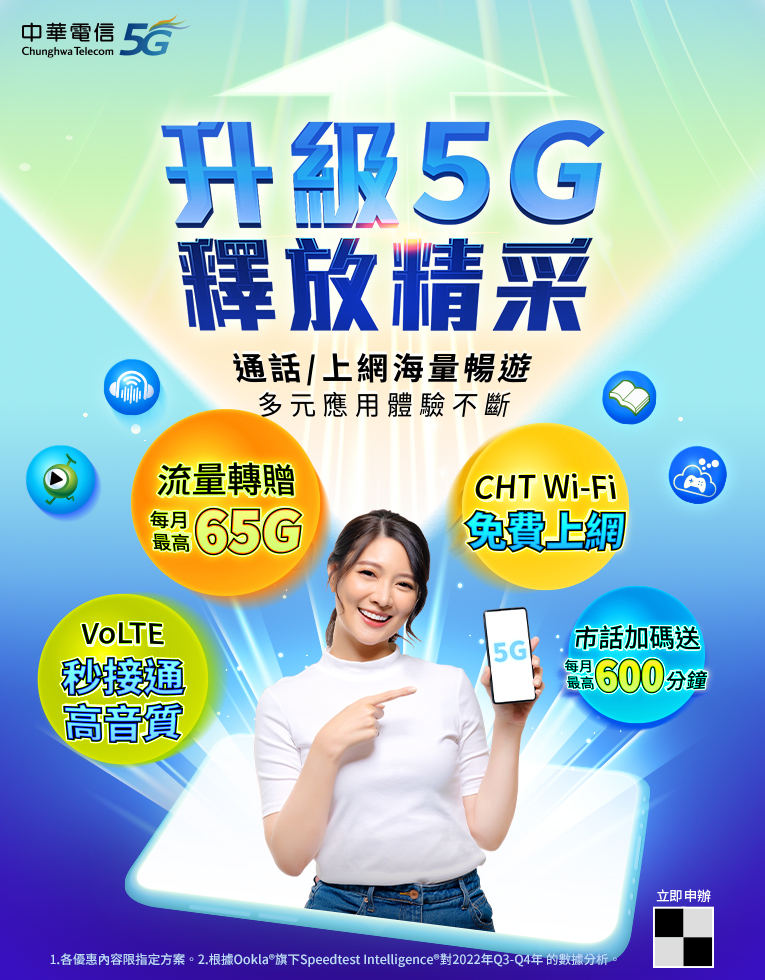 中華電信 5G
Chunghwa Telecom
升級5G
釋放精采
通話/上網海量暢遊
多元應用體驗不斷
流量轉贈
每月
最高 65G
CHT Wi-Fi
免費上網
VoLTE
秒接通
高音質
5G
市話加碼送
每月
最高 600分鐘
立即申辦
1.各優惠內容限指定方案。2.根據Ookla®旗下Speedtest Intelligence®對2022年Q3-Q4年 的數據分析。